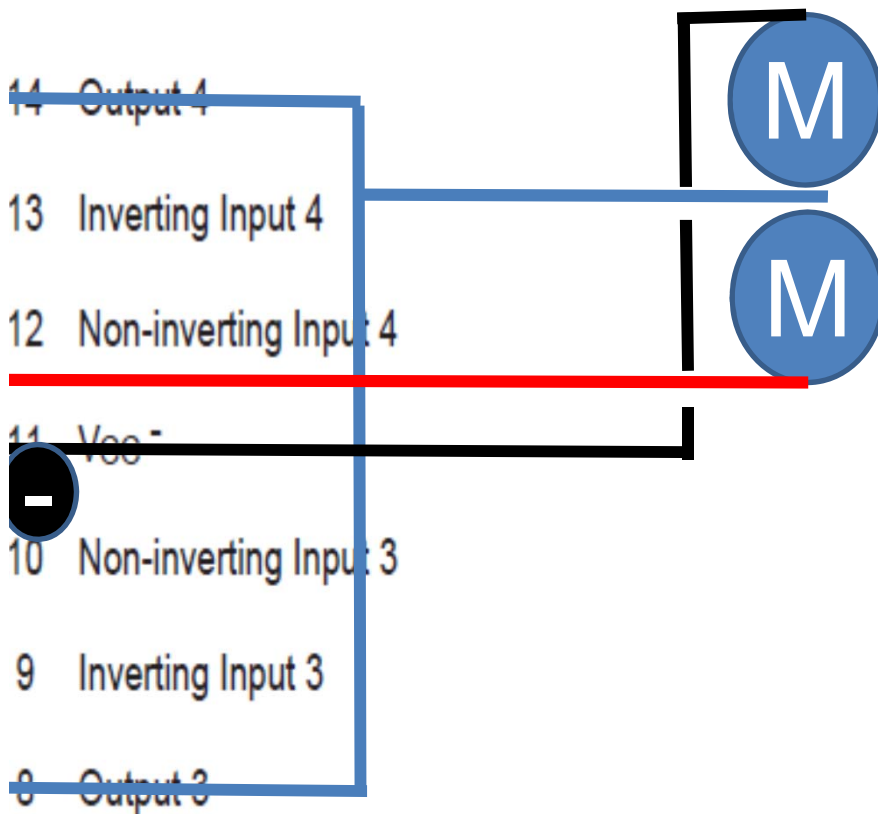 M
14 Output 4
13 Inverting Input 4
M
12 Non-inverting Input 4
11 Vcc -
-
10 Non-inverting Input 3
9 Inverting Input 3
8 Output 3